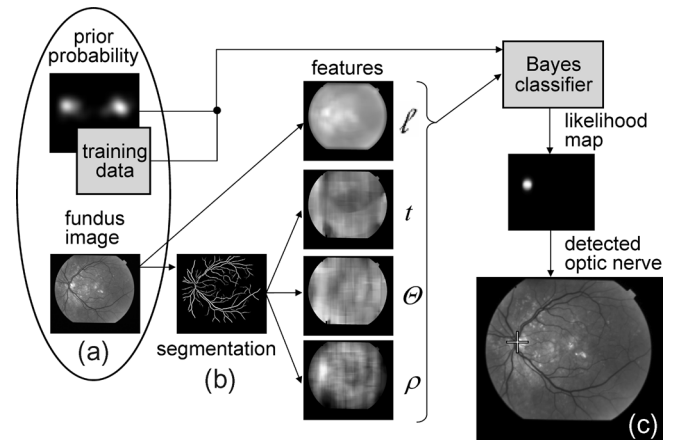 prior
probability
training
data
fundus
image
(a)
segmentation
(b)
features
ℓ
t
Θ
ρ
Bayes
classifier
likelihood
map
detected
optic nerve
(c)